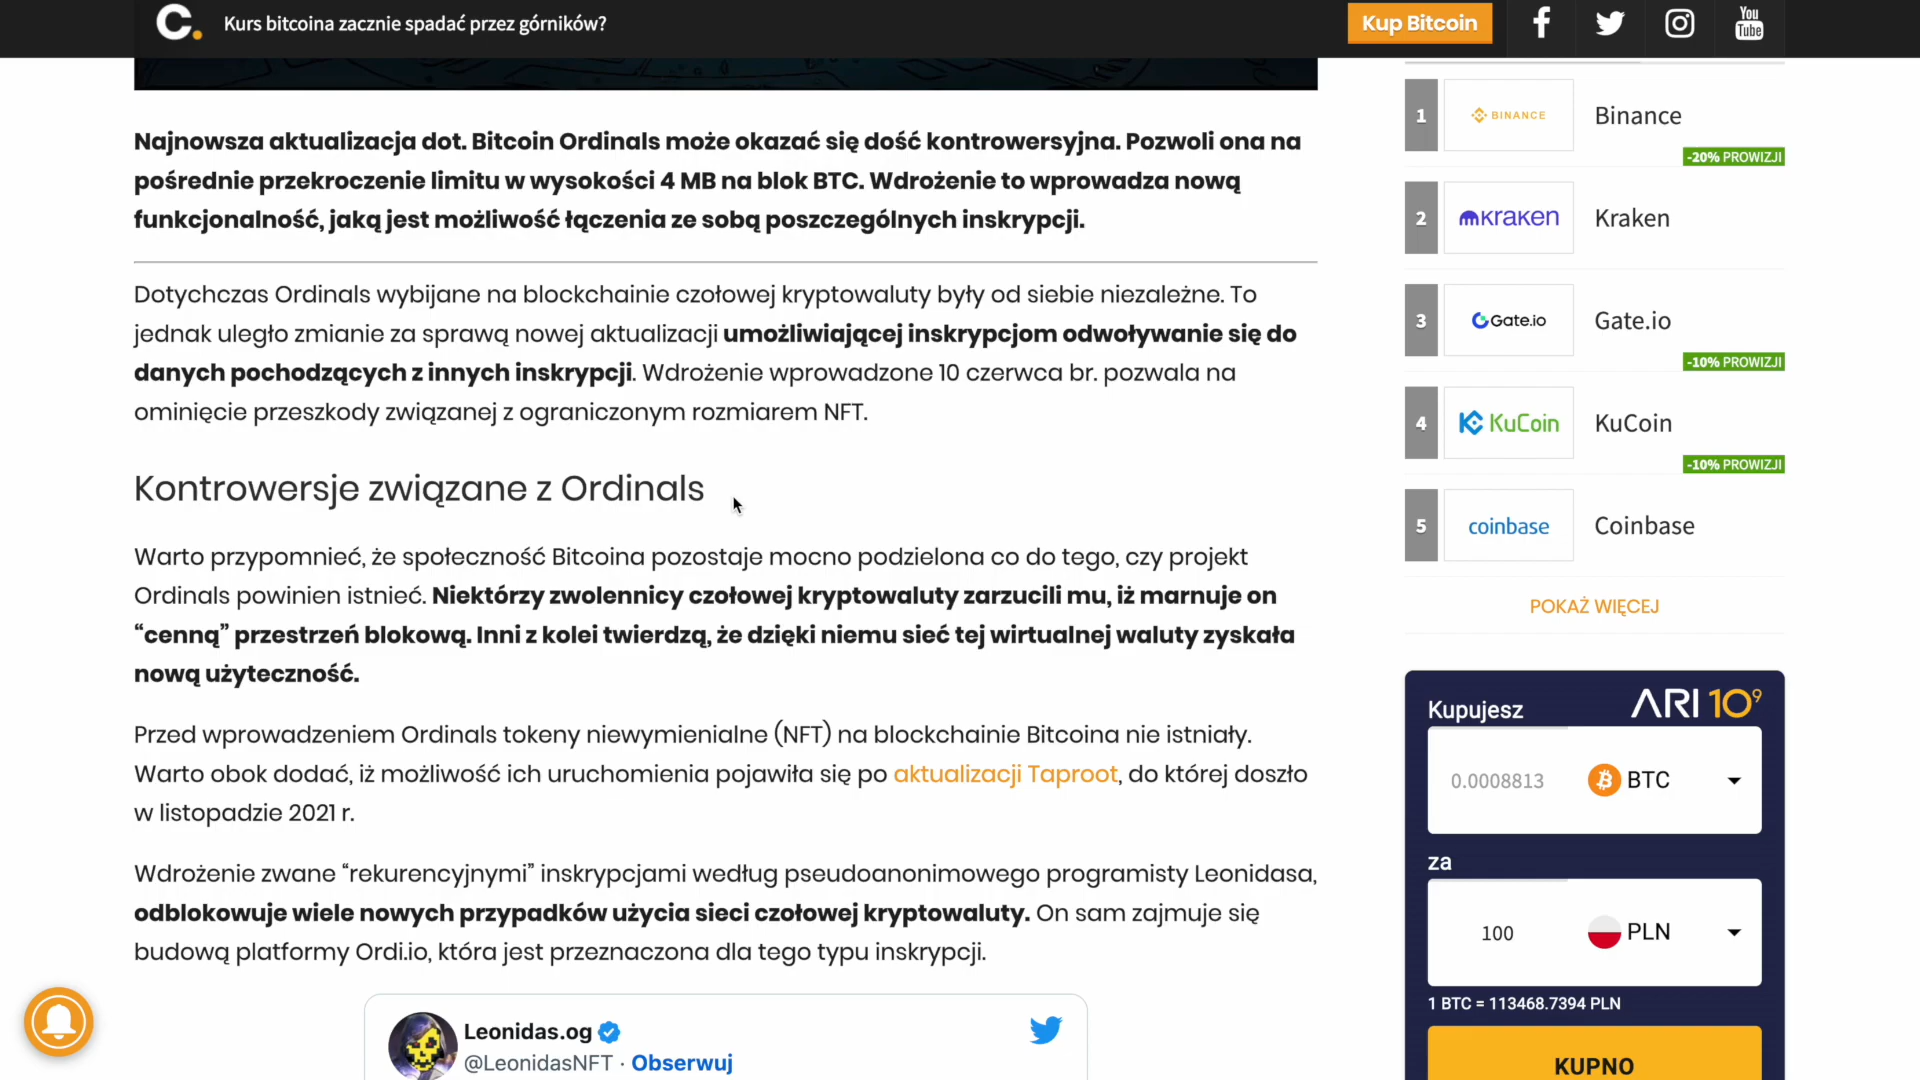 Kurs bitcoina zacznie spadać przez górników?
Kup Bitcoin
You
Tube
Najnowsza aktualizacja dot. Bitcoin Ordinals może okazać się dość kontrowersyjna. Pozwoli ona na
pośrednie przekroczenie limitu w wysokości 4 MB na blok BTC. Wdrożenie to wprowadza nową
funkcjonalność, jaką jest możliwość łączenia ze sobą poszczególnych inskrypcji.
Dotychczas Ordinals wybijane na blockchainie czołowej kryptowaluty były od siebie niezależne. To
jednak uległo zmianie za sprawą nowej aktualizacji umożliwiającej inskrypcjom odwoływanie się do
danych pochodzących z innych inskrypcji. Wdrożenie wprowadzone 10 czerwca br. pozwala na
ominięcie przeszkody związanej z ograniczonym rozmiarem NFT.
Kontrowersje związane z Ordinals
Warto przypomnieć, że społeczność Bitcoina pozostaje mocno podzielona co do tego, czy projekt
Ordinals powinien istnieć. Niektórzy zwolennicy czołowej kryptowaluty zarzucili mu, iż marnuje on
“cenną” przestrzeń blokową. Inni z kolei twierdzą, że dzięki niemu sieć tej wirtualnej waluty zyskała
nową użyteczność.
Przed wprowadzeniem Ordinals tokeny niewymienialne (NFT) na blockchainie Bitcoina nie istniały.
Warto obok dodać, iż możliwość ich uruchomienia pojawiła się po aktualizacji Taproot, do której doszło
w listopadzie 2021 r.
Wdrożenie zwane “rekurencyjnymi” inskrypcjami według pseudoanonimowego programisty Leonidasa,
odblokowuje wiele nowych przypadków użycia sieci czołowej kryptowaluty. On sam zajmuje się
budową platformy Ordi.io, która jest przeznaczona dla tego typu inskrypcji.
Leonidas.og
@LeonidasNFT · Obserwuj
1 BINANCE Binance
-20% PROWIZJI
2 kraken Kraken
3 Gate.io Gate.io
-10% PROWIZJI
4 KuCoin KuCoin
-10% PROWIZJI
5 coinbase Coinbase
POKAŻ WIĘCEJ
Kupujesz ARI 10⁹
0.0008813 BTC
za
100 PLN
1 BTC = 113468.7394 PLN
KUPNO